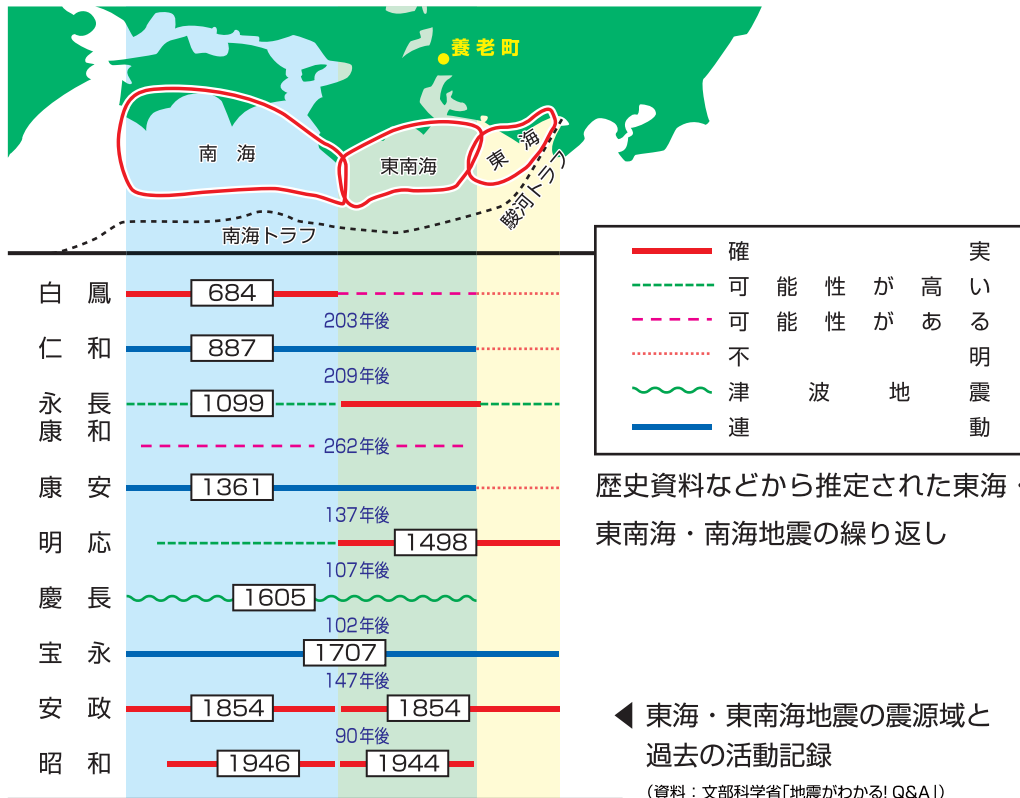 養老町
南海
東南海
東海
駿河トラフ
南海トラフ
確実
可能性が高い
可能性がある
不明
津波地震
連動
白鳳 684
203年後
仁和 887
209年後
永長 1099
康和
262年後
康安 1361
137年後
明応 1498
107年後
慶長 1605
102年後
宝永 1707
147年後
安政 1854 1854
90年後
昭和 1946 1944
歴史資料などから推定された東海・
東南海・南海地震の繰り返し
◀ 東海・東南海地震の震源域と
過去の活動記録
(資料：文部科学省「地震がわかる! Q&A」)